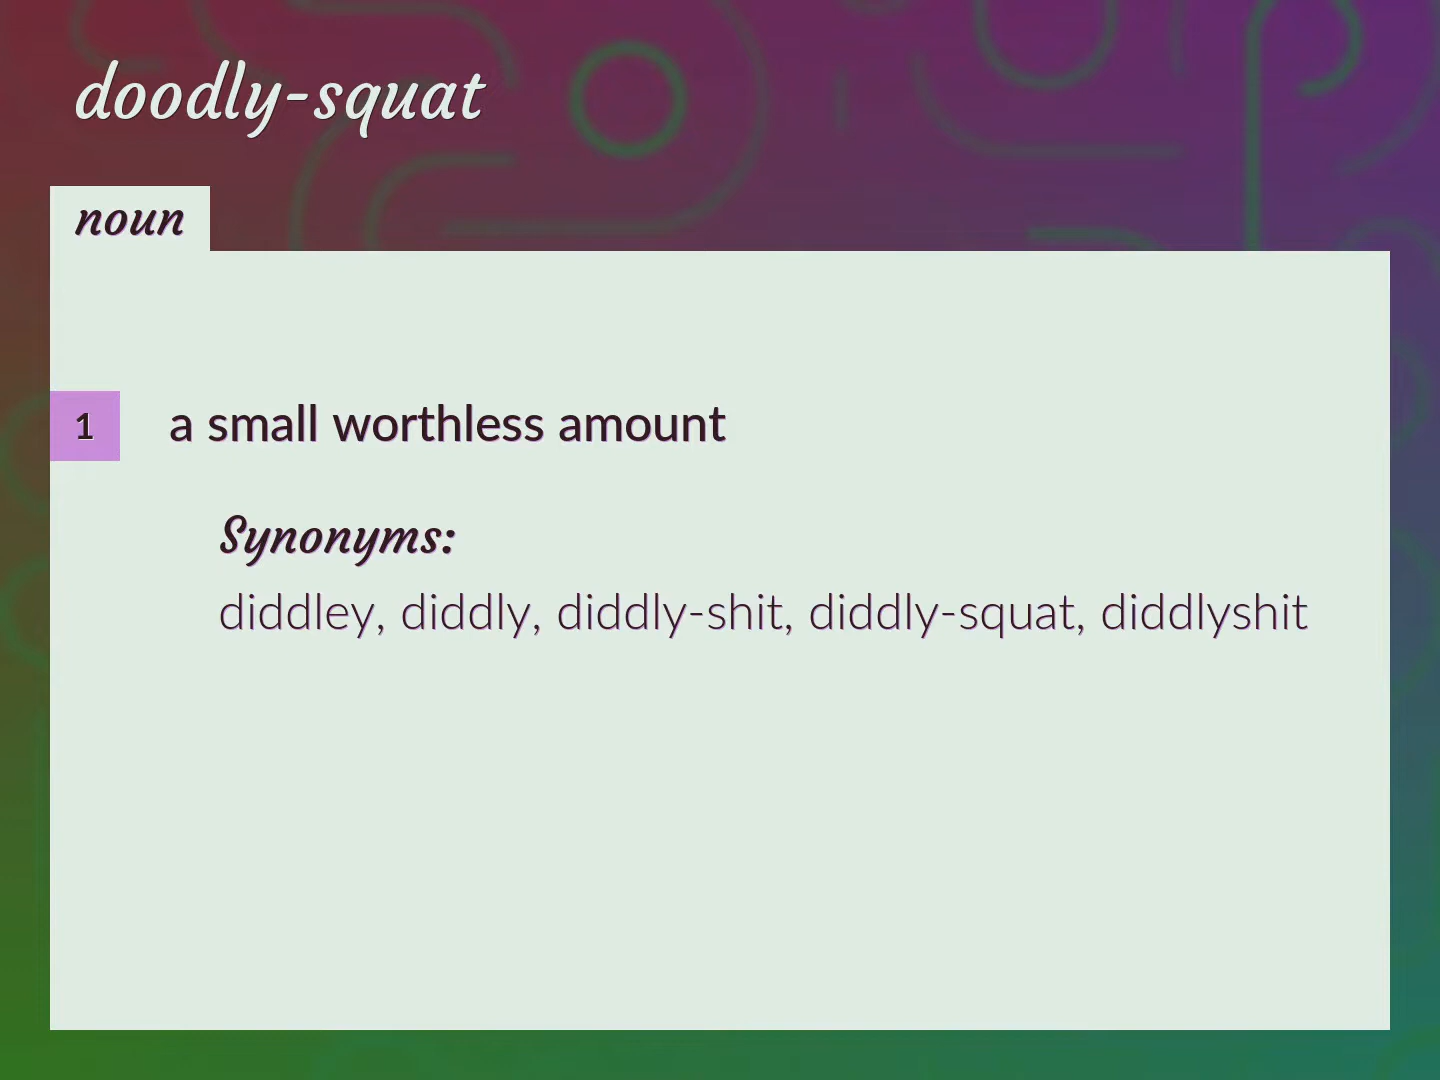 doodly-squat
noun
1 a small worthless amount
Synonyms:
diddley, diddly, diddly-shit, diddly-squat, diddlyshit